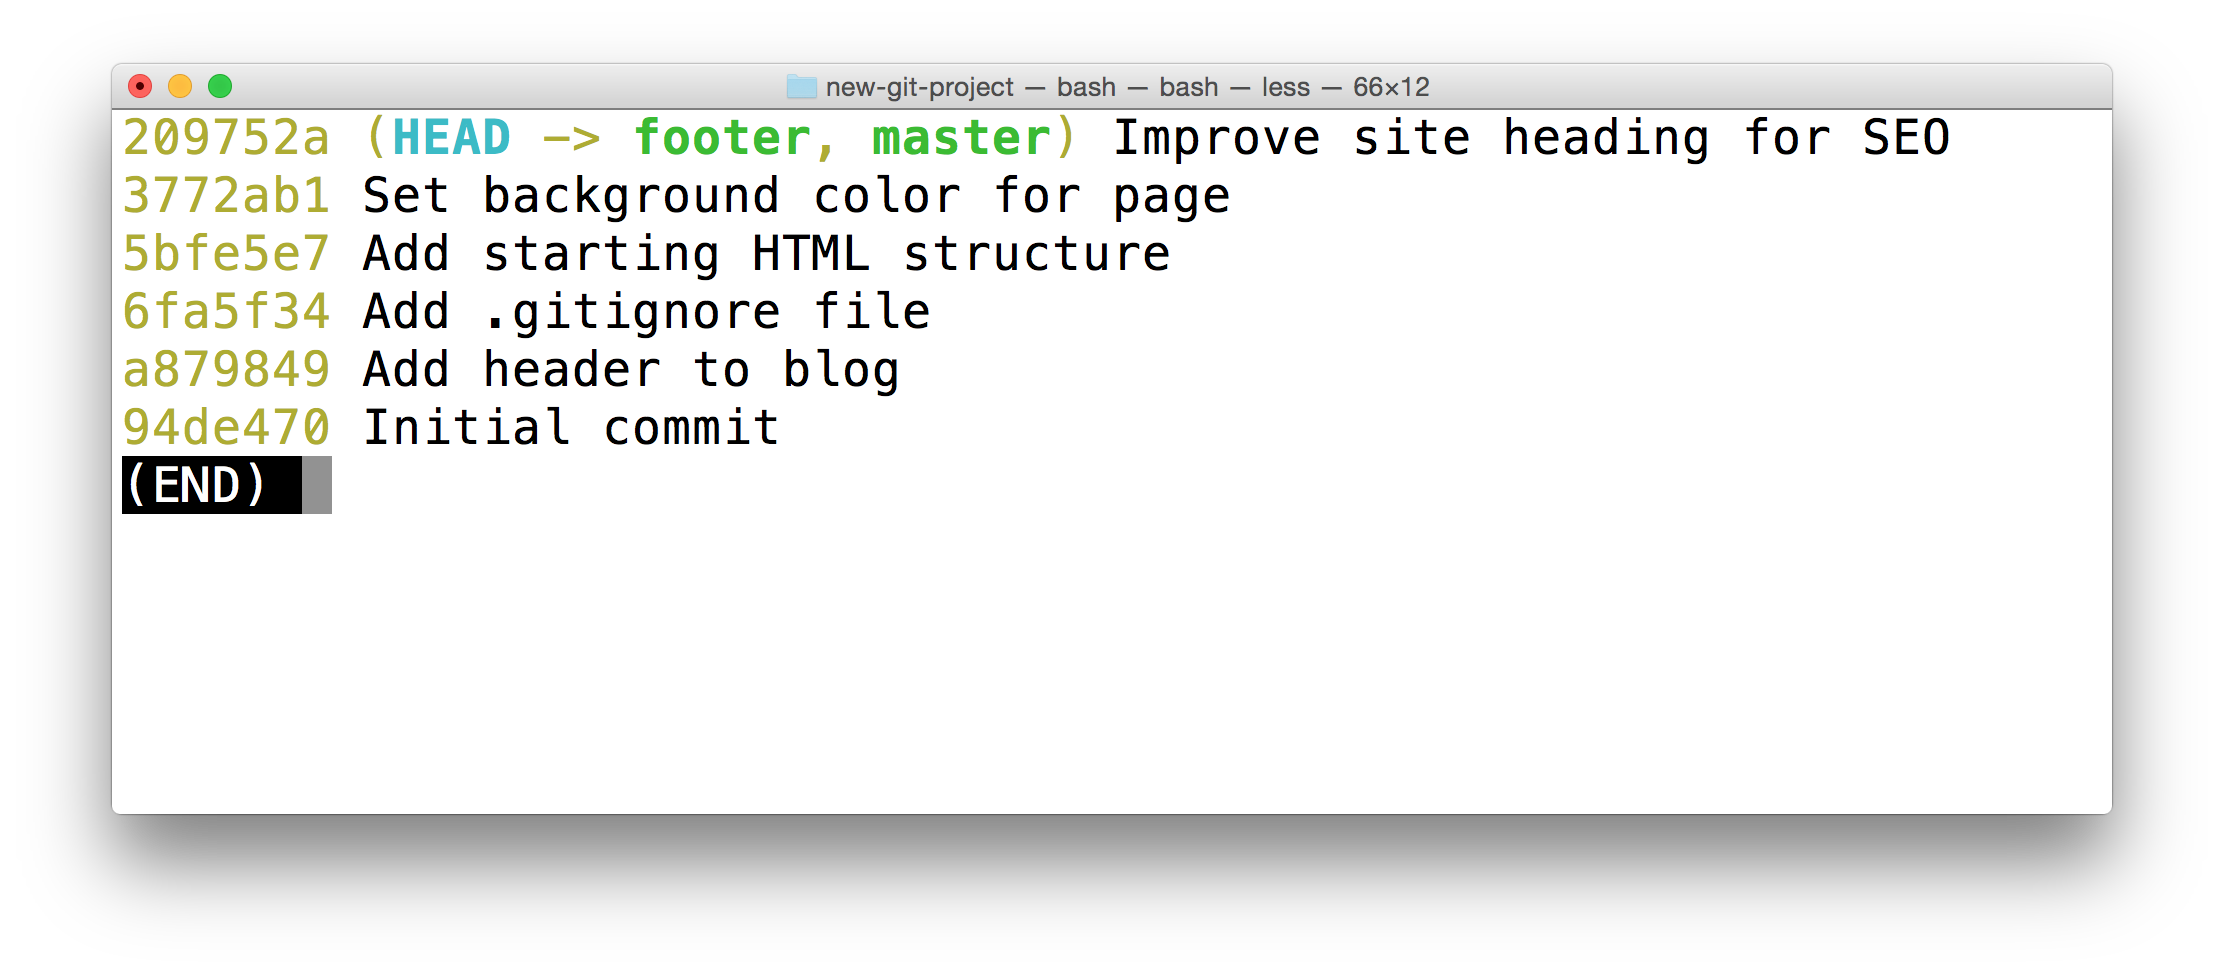 new-git-project — bash — bash — less — 66×12
209752a (HEAD -> footer, master) Improve site heading for SEO
3772ab1 Set background color for page
5bfe5e7 Add starting HTML structure
6fa5f34 Add .gitignore file
a879849 Add header to blog
94de470 Initial commit
(END)